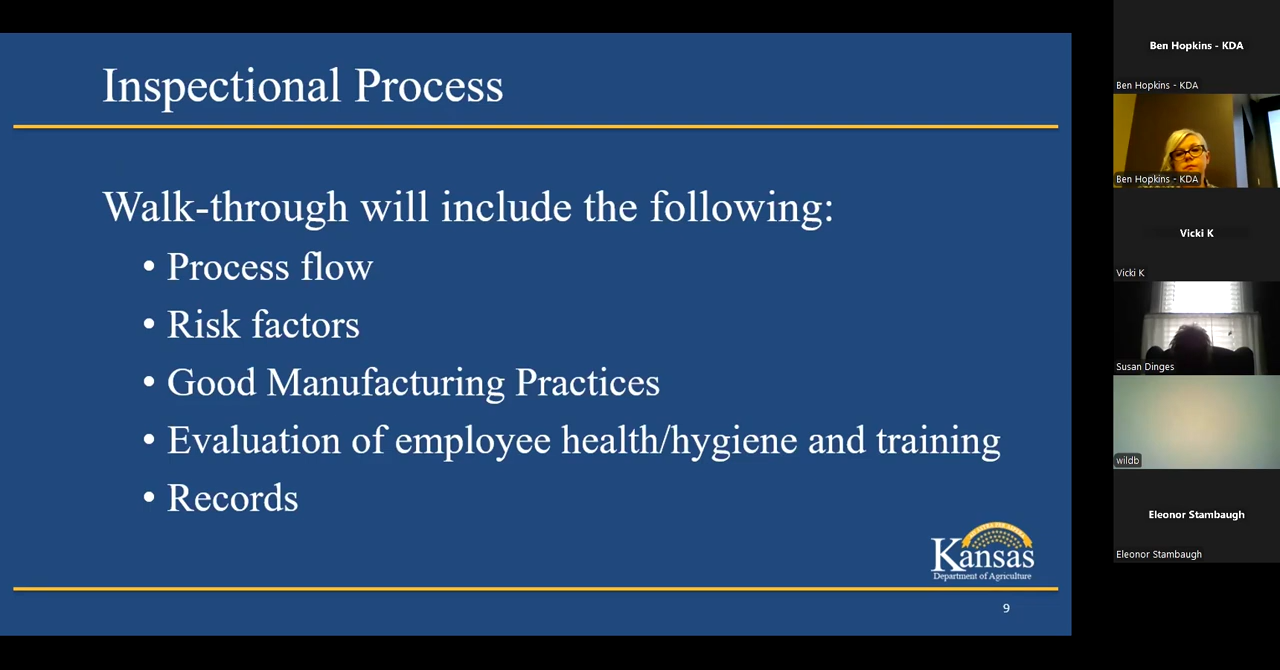 Inspectional Process
Walk-through will include the following:
• Process flow
• Risk factors
• Good Manufacturing Practices
• Evaluation of employee health/hygiene and training
• Records
Kansas
Department of Agriculture
9
Ben Hopkins - KDA
Ben Hopkins - KDA
Ben Hopkins - KDA
Vicki K
Vicki K
Susan Dinges
wildb
Eleonor Stambaugh
Eleonor Stambaugh